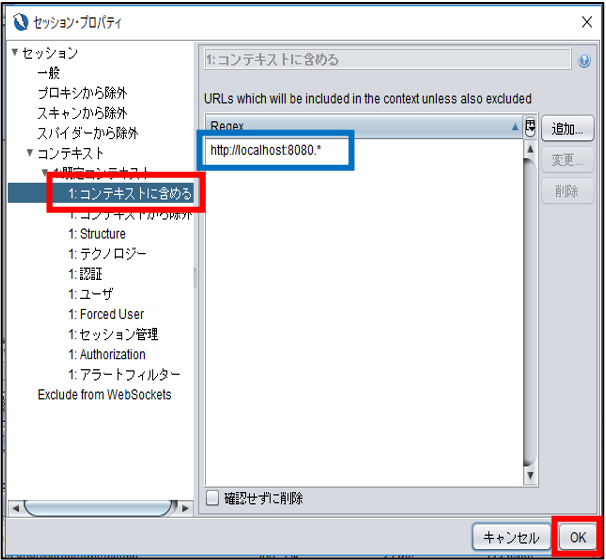 セッション・プロパティ
セッション
一般
プロキシから除外
スキャンから除外
スパイダーから除外
コンテキスト
1:既定コンテキスト
1: コンテキストに含める
1: コンテキストから除外
1: Structure
1: テクノロジー
1: 認証
1: ユーザ
1: Forced User
1: セッション管理
1: Authorization
1: アラートフィルター
Exclude from WebSockets
1: コンテキストに含める
URLs which will be included in the context unless also excluded
Regex
http://localhost:8080.*
追加...
変更...
削除
確認せずに削除
キャンセル
OK